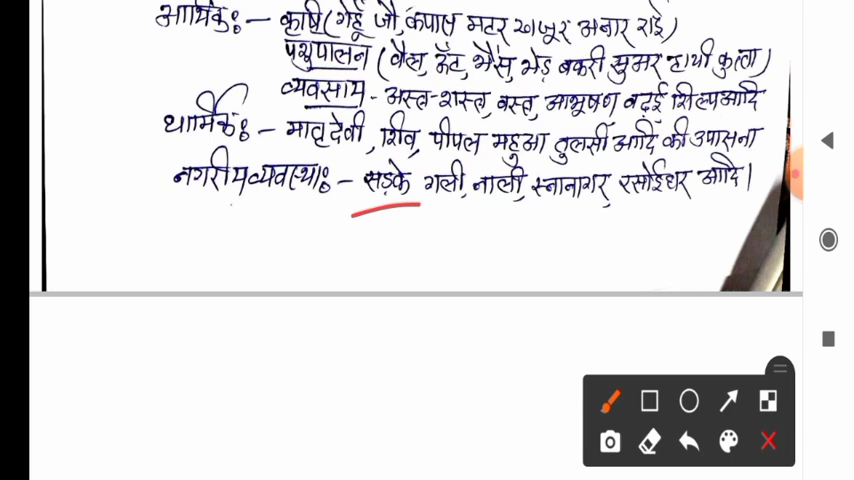 आर्थिकः- कृषि (गेहूँ जौ, कपास मटर खजूर अनार राई)
पशुपालन (बैल, ऊँट, भैंस, भेड़ बकरी सुअर हाथी कुत्ता)
व्यवसाय - अस्त्र-शस्त्र, वस्त्र, आभूषण बढ़ई शिल्प आदि
धार्मिकः- मातृदेवी, शिव, पीपल महुआ तुलसी आदि की उपासना
नगरीय व्यवस्थाः- सड़के गली, नाली, स्नानागर, रसोईघर आदि।